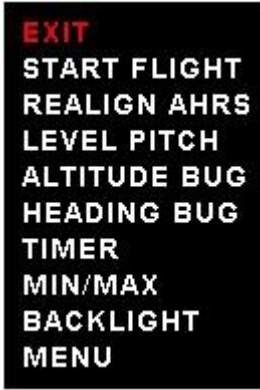 EXIT
START FLIGHT
REALIGN AHRS
LEVEL PITCH
ALTITUDE BUG
HEADING BUG
TIMER
MIN/MAX
BACKLIGHT
MENU